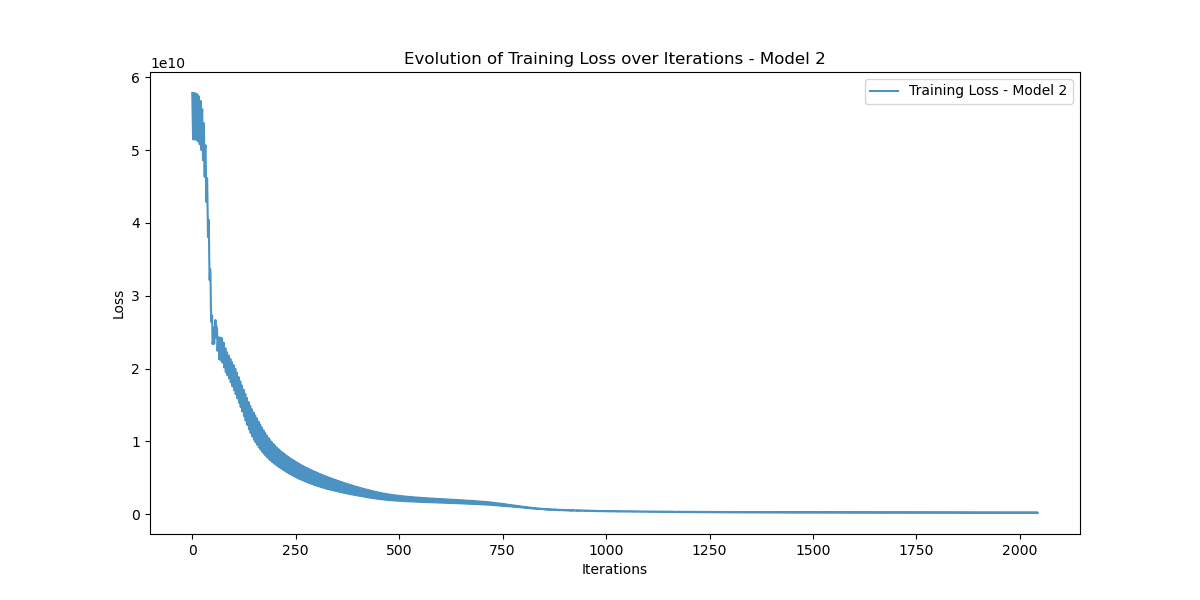 Evolution of Training Loss over Iterations - Model 2
1e10
Training Loss - Model 2
6
5
4
3
2
1
0
Loss
0 250 500 750 1000 1250 1500 1750 2000
Iterations